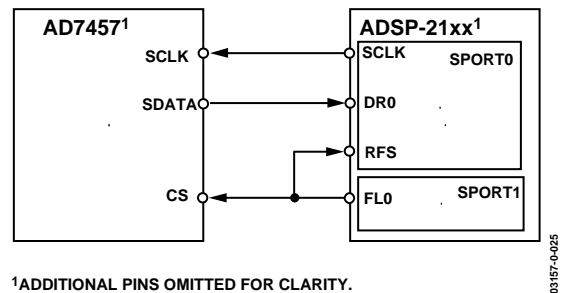 AD7457¹
ADSP-21xx¹
SCLK
SCLK
SPORT0
SDATA
DR0
RFS
CS
FL0
SPORT1
¹ADDITIONAL PINS OMITTED FOR CLARITY.
03157-0-025